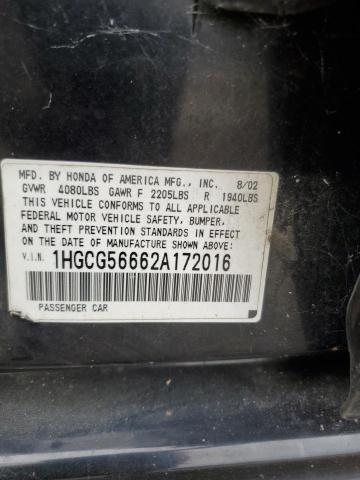 MFD. BY HONDA OF AMERICA MFG., INC. 8/02
GVWR 4080LBS GAWR F 2205LBS R 1940LBS
THIS VEHICLE CONFORMS TO ALL APPLICABLE
FEDERAL MOTOR VEHICLE SAFETY, BUMPER,
AND THEFT PREVENTION STANDARDS IN EFFECT
ON THE DATE OF MANUFACTURE SHOWN ABOVE:
V.I.N. 1HGCG56662A172016
PASSENGER CAR